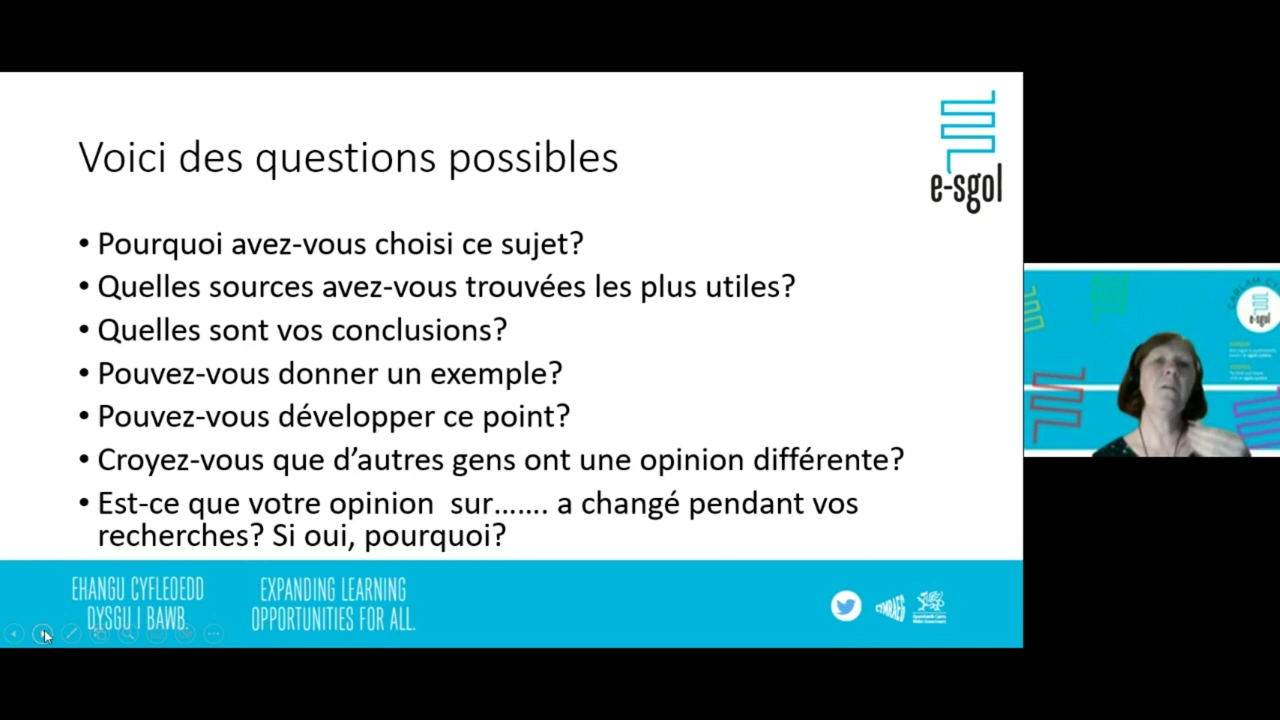 Voici des questions possibles
e-sgol
• Pourquoi avez-vous choisi ce sujet?
• Quelles sources avez-vous trouvées les plus utiles?
• Quelles sont vos conclusions?
• Pouvez-vous donner un exemple?
• Pouvez-vous développer ce point?
• Croyez-vous que d’autres gens ont une opinion différente?
• Est-ce que votre opinion  sur....... a changé pendant vos
recherches? Si oui, pourquoi?
EHANGU CYFLEOEDD
DYSGU I BAWB.
EXPANDING LEARNING
OPPORTUNITIES FOR ALL.
CYMRAEG
e-sgol